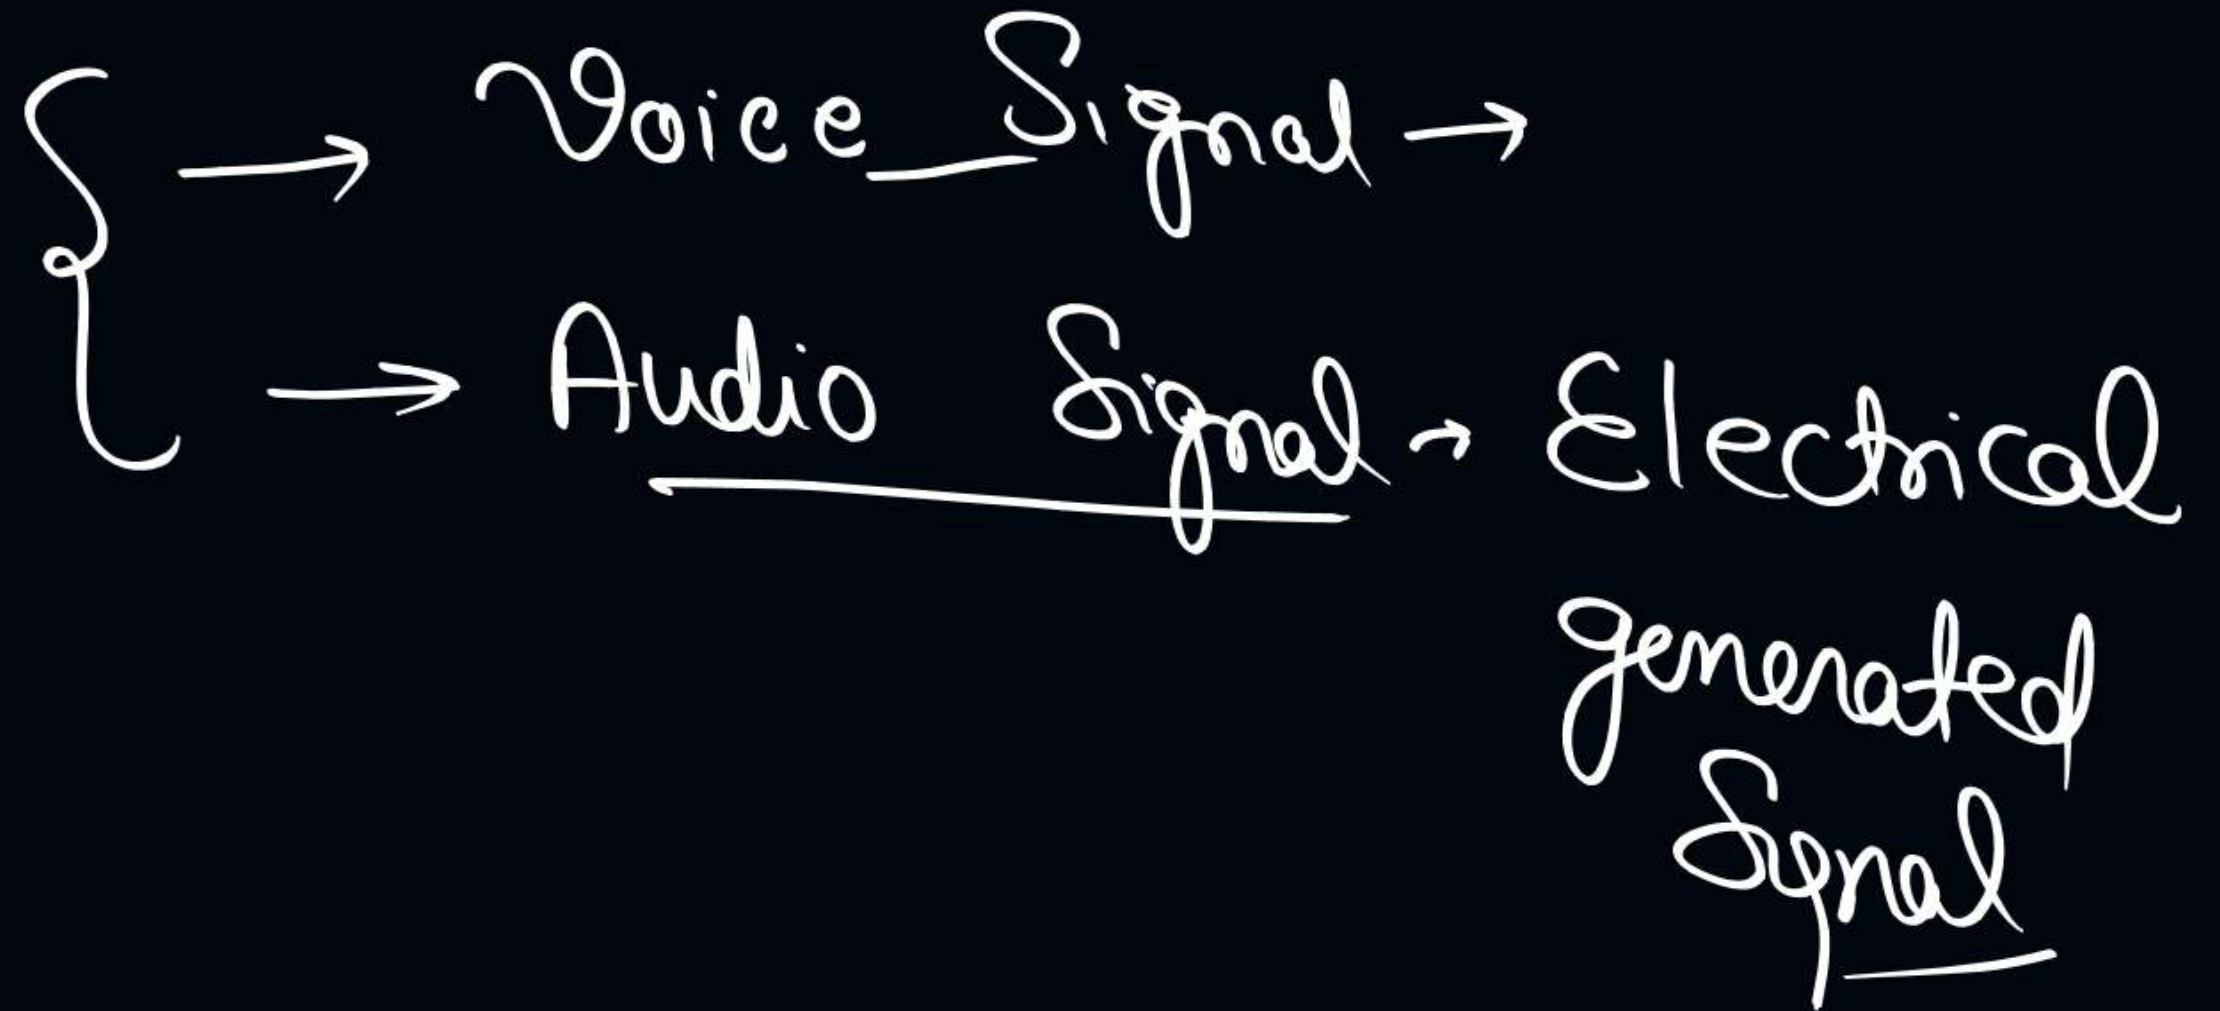 → Voice_Signal →
→ Audio Signal → Electrical
generated
Signal